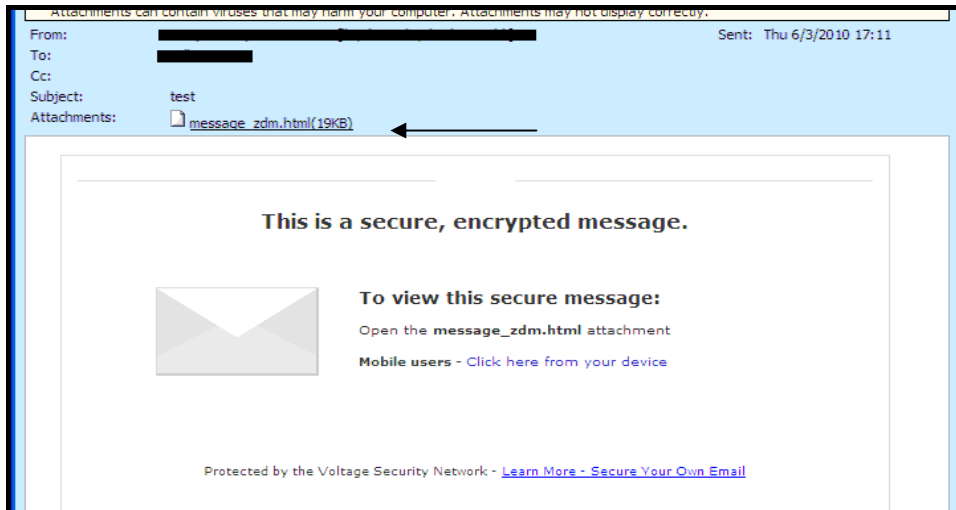 Attachments can contain viruses that may harm your computer. Attachments may not display correctly.
From: Sent: Thu 6/3/2010 17:11
To:
Cc:
Subject: test
Attachments: message_zdm.html(19KB)
This is a secure, encrypted message.
To view this secure message:
Open the message_zdm.html attachment
Mobile users - Click here from your device
Protected by the Voltage Security Network - Learn More - Secure Your Own Email